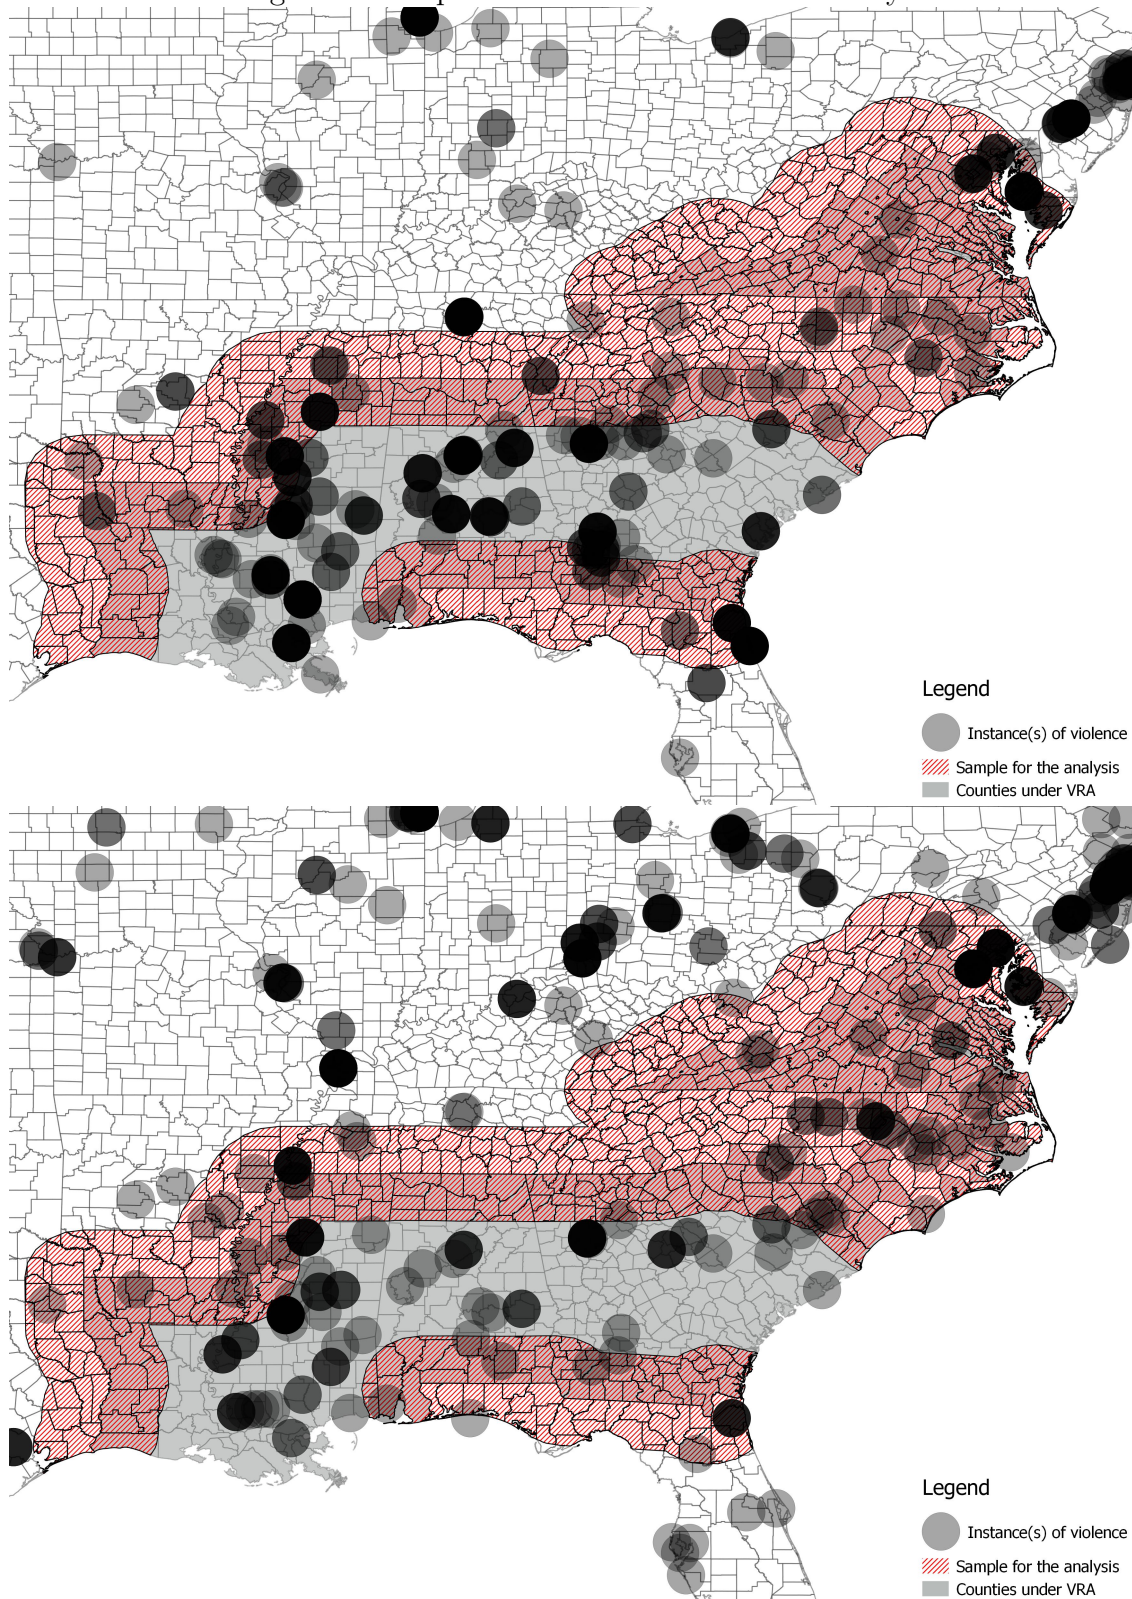 Legend
Instance(s) of violence
Sample for the analysis
Counties under VRA
Legend
Instance(s) of violence
Sample for the analysis
Counties under VRA